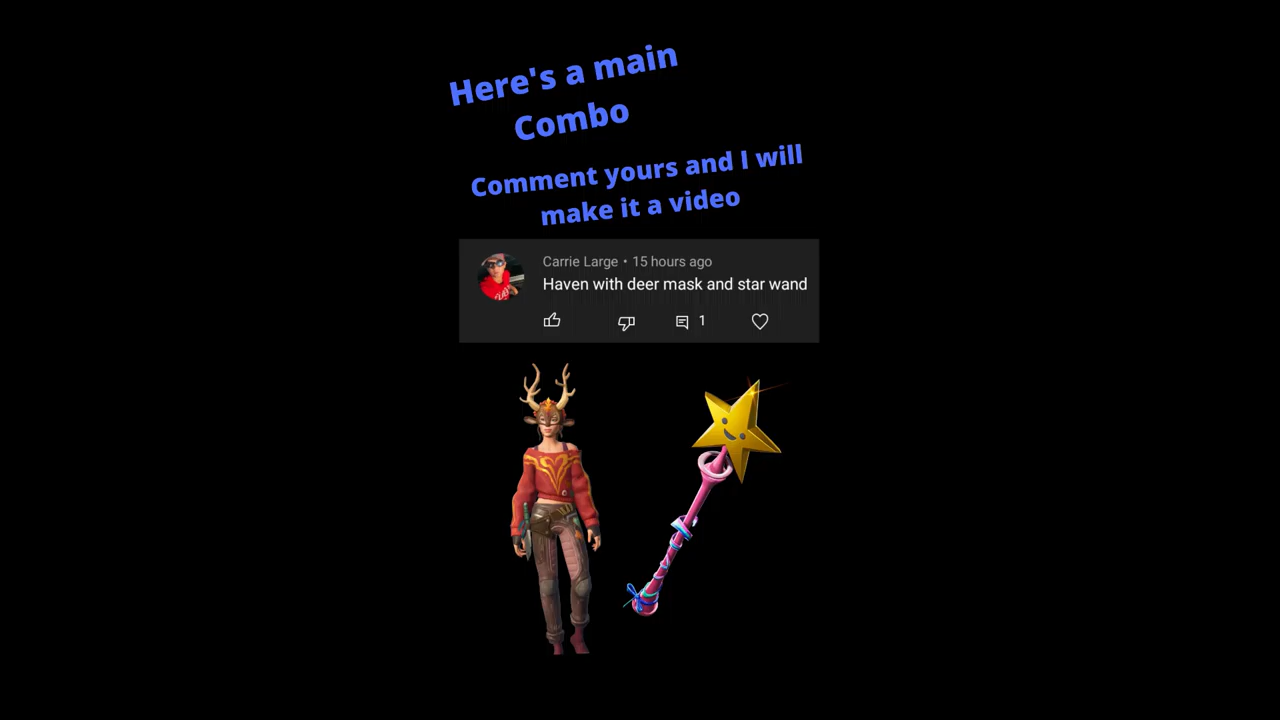 Here's a main
Combo
Comment yours and I will
make it a video
Carrie Large • 15 hours ago
Haven with deer mask and star wand
1